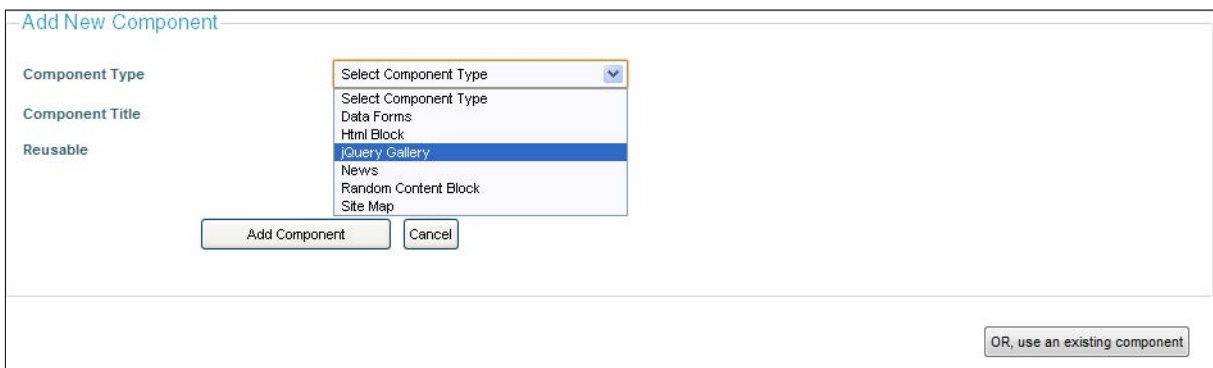 Add New Component
Component Type
Select Component Type
Select Component Type
Data Forms
Html Block
jQuery Gallery
News
Random Content Block
Site Map
Component Title
Reusable
Add Component
Cancel
OR, use an existing component